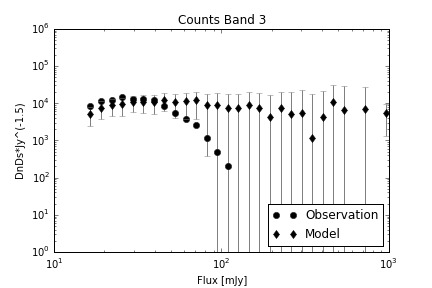 Counts Band 3
10^6
10^5
10^4
10^3
10^2
10^1
10^0
DnDs*Jy^(-1.5)
Observation
Model
10^1 10^2 10^3
Flux [mJy]